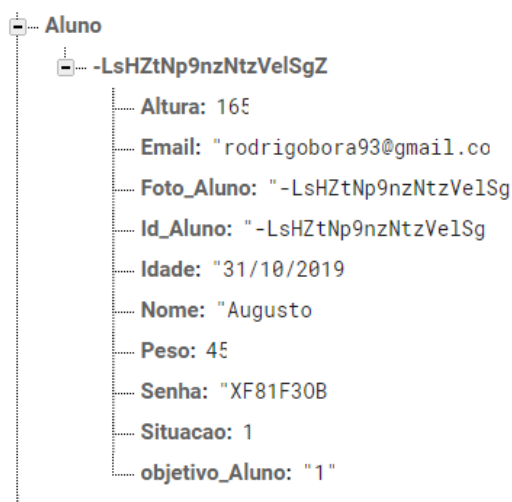 Aluno
-LsHZtNp9nzNtzVelSgZ
Altura: 165
Email: "rodrigobora93@gmail.co
Foto_Aluno: "-LsHZtNp9nzNtzVelSg
Id_Aluno: "-LsHZtNp9nzNtzVelSg
Idade: "31/10/2019
Nome: "Augusto
Peso: 45
Senha: "XF81F3OB
Situacao: 1
objetivo_Aluno: "1"